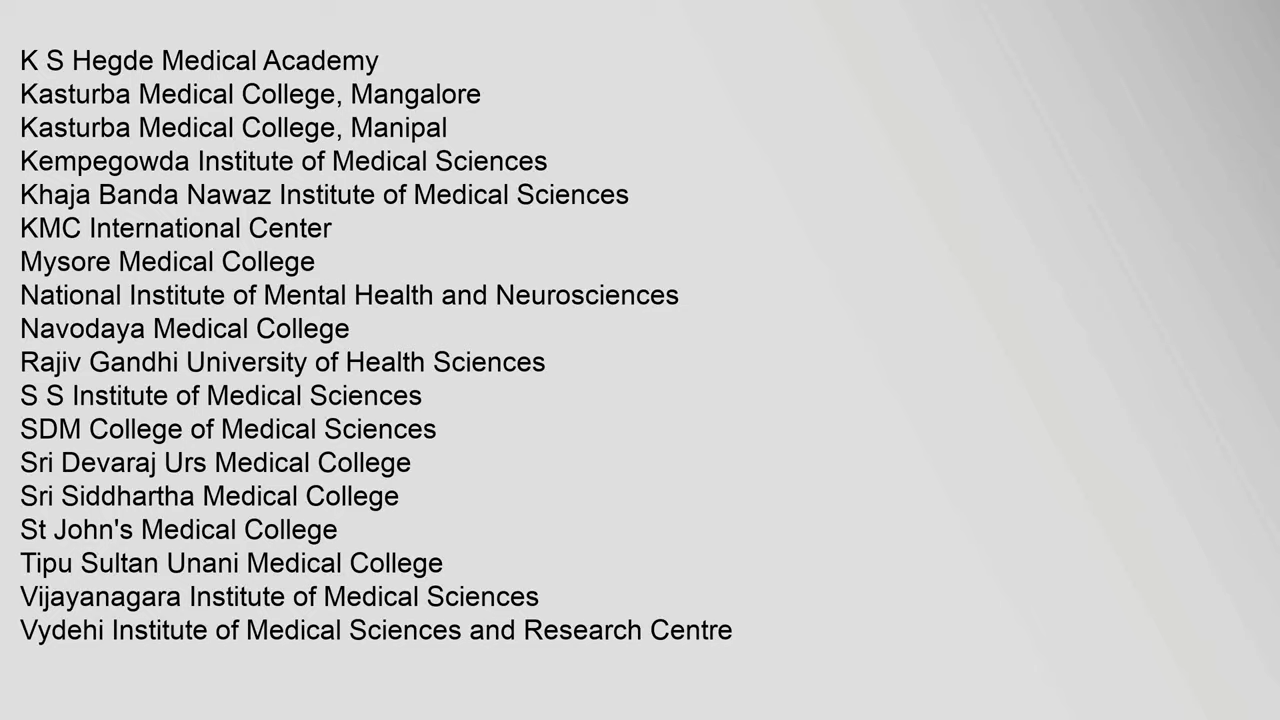 K S Hegde Medical Academy
Kasturba Medical College, Mangalore
Kasturba Medical College, Manipal
Kempegowda Institute of Medical Sciences
Khaja Banda Nawaz Institute of Medical Sciences
KMC International Center
Mysore Medical College
National Institute of Mental Health and Neurosciences
Navodaya Medical College
Rajiv Gandhi University of Health Sciences
S S Institute of Medical Sciences
SDM College of Medical Sciences
Sri Devaraj Urs Medical College
Sri Siddhartha Medical College
St John's Medical College
Tipu Sultan Unani Medical College
Vijayanagara Institute of Medical Sciences
Vydehi Institute of Medical Sciences and Research Centre